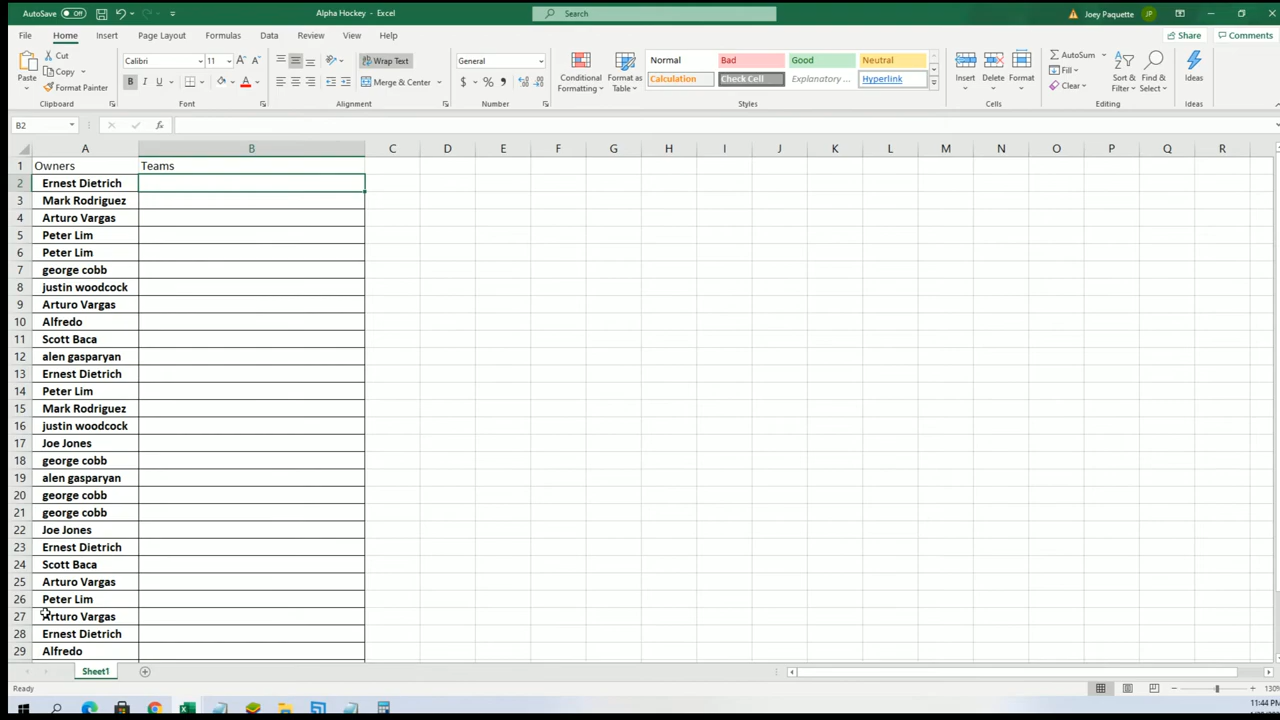 AutoSave Off Alpha Hockey - Excel Search Joey Paquette JP
File Home Insert Page Layout Formulas Data Review View Help Share Comments
Paste Cut Copy Format Painter Clipboard
Calibri 11 A A B I U A Font
Wrap Text Merge & Center Alignment
General $ % , Number
Conditional Formatting Format as Table
Normal Bad Good Neutral
Calculation Check Cell Explanatory ... Hyperlink
Styles
Insert Delete Format Cells
AutoSum Fill Clear Sort & Filter Find & Select Editing
Ideas Ideas
B2 fx
A B C D E F G H I J K L M N O P Q R
1 Owners Teams
2 Ernest Dietrich
3 Mark Rodriguez
4 Arturo Vargas
5 Peter Lim
6 Peter Lim
7 george cobb
8 justin woodcock
9 Arturo Vargas
10 Alfredo
11 Scott Baca
12 alen gasparyan
13 Ernest Dietrich
14 Peter Lim
15 Mark Rodriguez
16 justin woodcock
17 Joe Jones
18 george cobb
19 alen gasparyan
20 george cobb
21 george cobb
22 Joe Jones
23 Ernest Dietrich
24 Scott Baca
25 Arturo Vargas
26 Peter Lim
27 Arturo Vargas
28 Ernest Dietrich
29 Alfredo
Sheet1
Ready 130%
11:44 PM